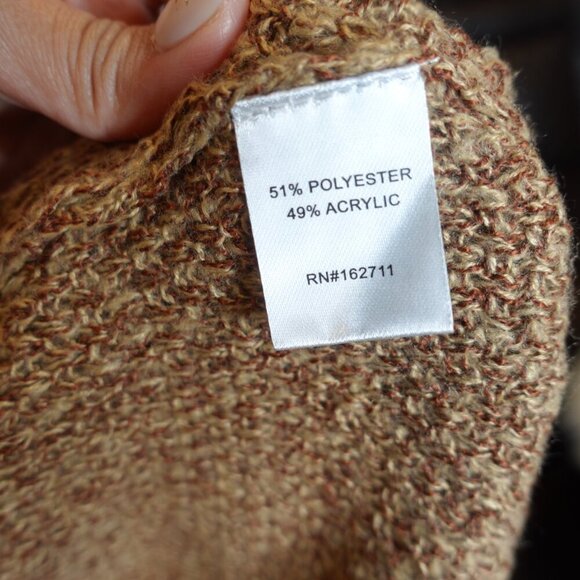 51% POLYESTER
49% ACRYLIC
RN#162711